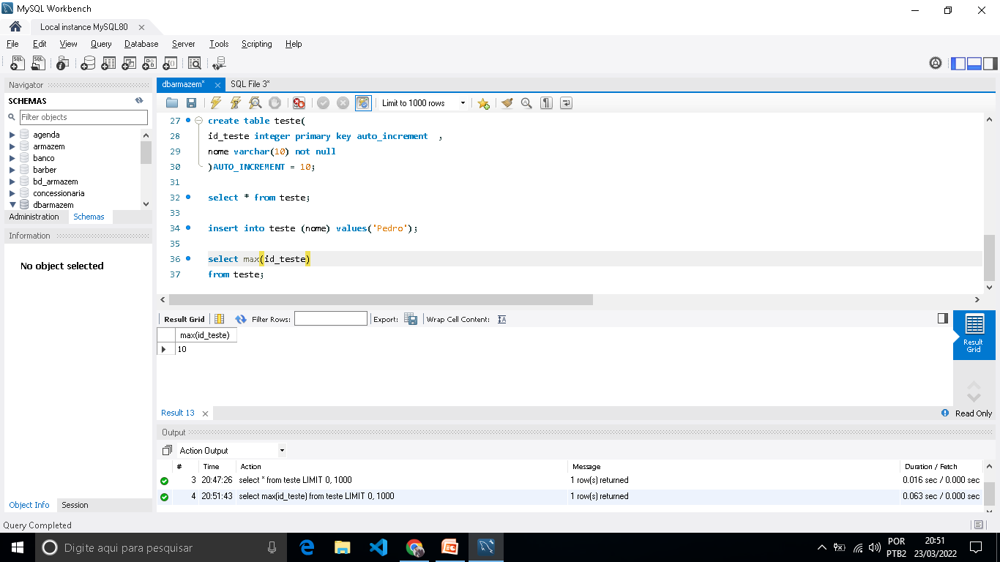 MySQL Workbench
Local instance MySQL80
File Edit View Query Database Server Tools Scripting Help
Navigator
SCHEMAS
Filter objects
agenda
armazem
banco
barber
bd_armazem
concessionaria
dbarmazem
Administration Schemas
Information
No object selected
Object Info Session
dbarmazem* SQL File 3*
Limit to 1000 rows
27 create table teste(
28 id_teste integer primary key auto_increment ,
29 nome varchar(10) not null
30 )AUTO_INCREMENT = 10;
31
32 select * from teste;
33
34 insert into teste (nome) values('Pedro');
35
36 select max(id_teste)
37 from teste;
Result Grid Filter Rows: Export: Wrap Cell Content:
max(id_teste)
10
Result Grid
Result 13
Read Only
Output
Action Output
# Time Action Message Duration / Fetch
3 20:47:26 select * from teste LIMIT 0, 1000 1 row(s) returned 0.016 sec / 0.000 sec
4 20:51:43 select max(id_teste) from teste LIMIT 0, 1000 1 row(s) returned 0.063 sec / 0.000 sec
Query Completed
Digite aqui para pesquisar
POR 20:51
PTB2 23/03/2022